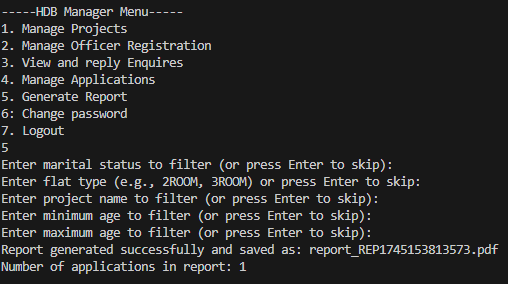 -----HDB Manager Menu-----
1. Manage Projects
2. Manage Officer Registration
3. View and reply Enquires
4. Manage Applications
5. Generate Report
6: Change password
7. Logout
5
Enter marital status to filter (or press Enter to skip):
Enter flat type (e.g., 2ROOM, 3ROOM) or press Enter to skip:
Enter project name to filter (or press Enter to skip):
Enter minimum age to filter (or press Enter to skip):
Enter maximum age to filter (or press Enter to skip):
Report generated successfully and saved as: report_REP1745153813573.pdf
Number of applications in report: 1